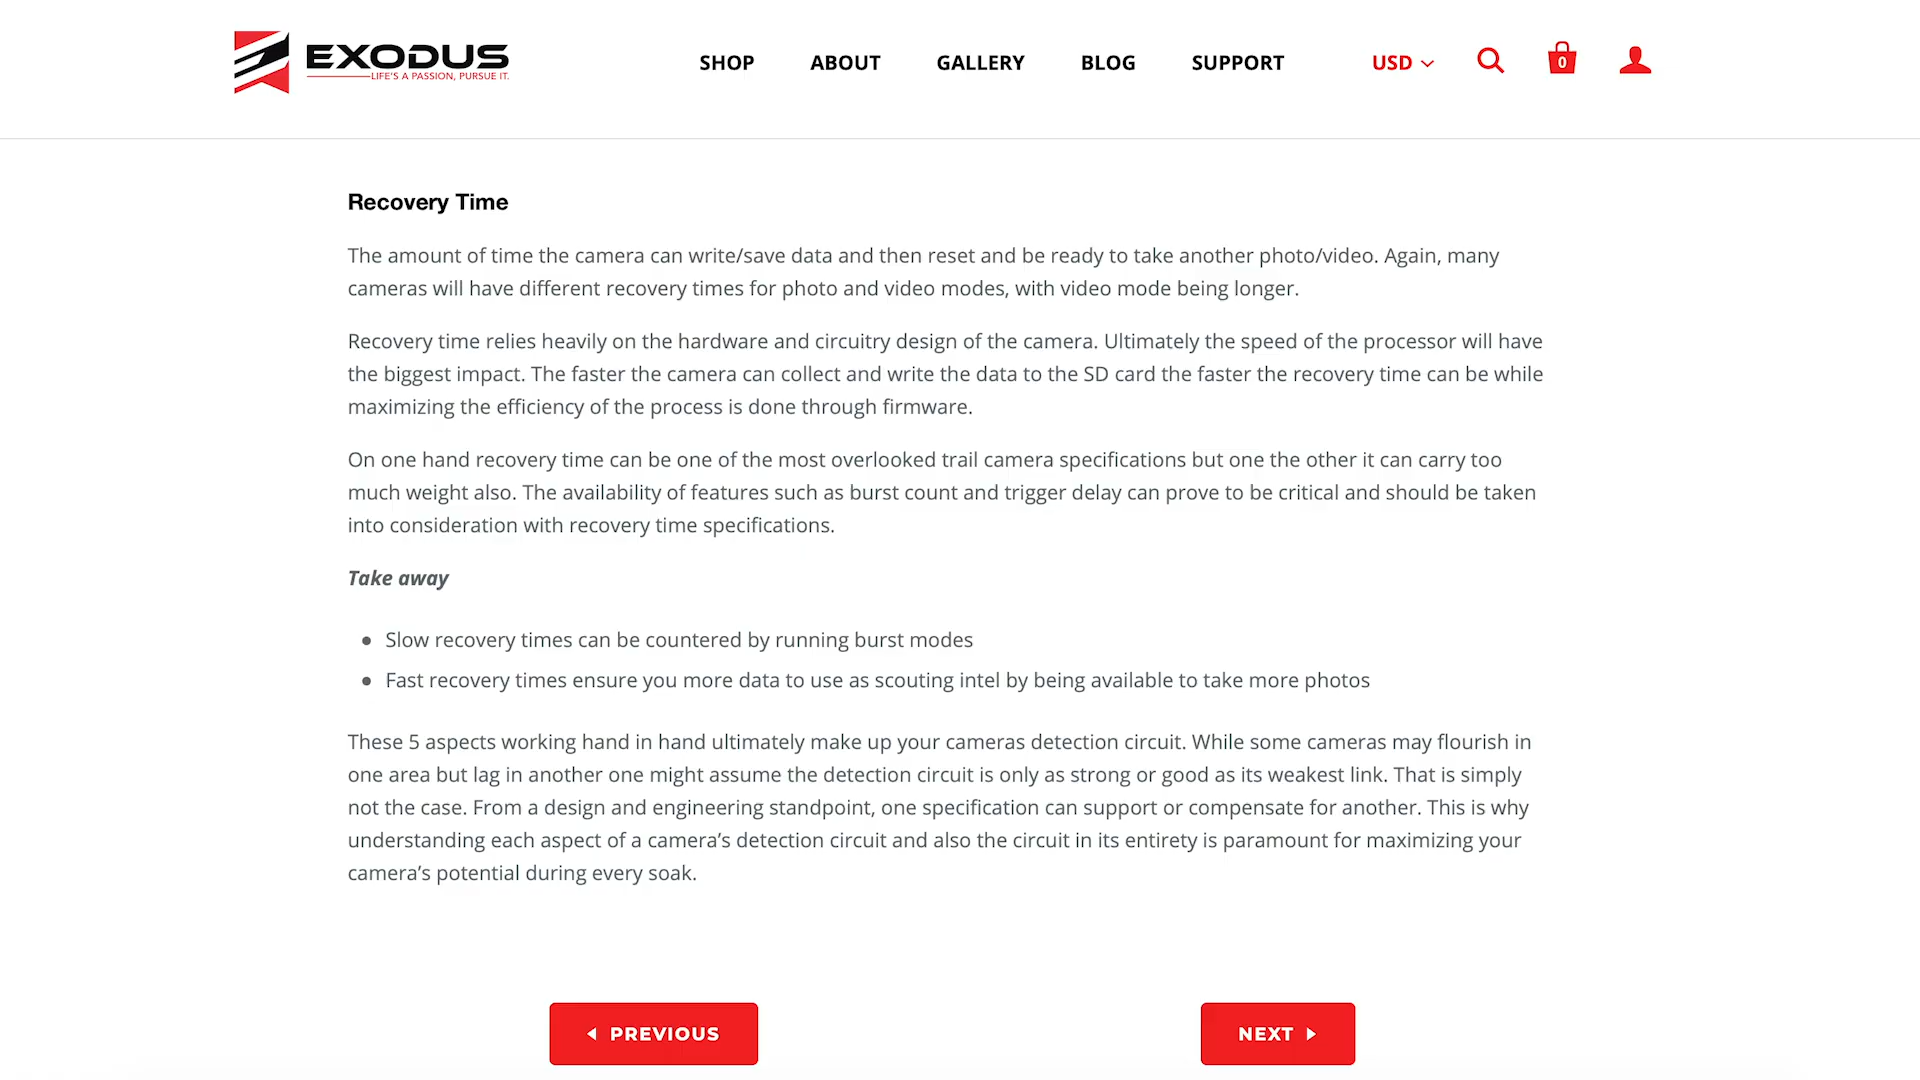 EXODUS
LIFE'S A PASSION, PURSUE IT.
SHOP
ABOUT
GALLERY
BLOG
SUPPORT
USD
0
Recovery Time
The amount of time the camera can write/save data and then reset and be ready to take another photo/video. Again, many
cameras will have different recovery times for photo and video modes, with video mode being longer.
Recovery time relies heavily on the hardware and circuitry design of the camera. Ultimately the speed of the processor will have
the biggest impact. The faster the camera can collect and write the data to the SD card the faster the recovery time can be while
maximizing the efficiency of the process is done through firmware.
On one hand recovery time can be one of the most overlooked trail camera specifications but one the other it can carry too
much weight also. The availability of features such as burst count and trigger delay can prove to be critical and should be taken
into consideration with recovery time specifications.
Take away
● Slow recovery times can be countered by running burst modes
● Fast recovery times ensure you more data to use as scouting intel by being available to take more photos
These 5 aspects working hand in hand ultimately make up your cameras detection circuit. While some cameras may flourish in
one area but lag in another one might assume the detection circuit is only as strong or good as its weakest link. That is simply
not the case. From a design and engineering standpoint, one specification can support or compensate for another. This is why
understanding each aspect of a camera’s detection circuit and also the circuit in its entirety is paramount for maximizing your
camera’s potential during every soak.
PREVIOUS
NEXT